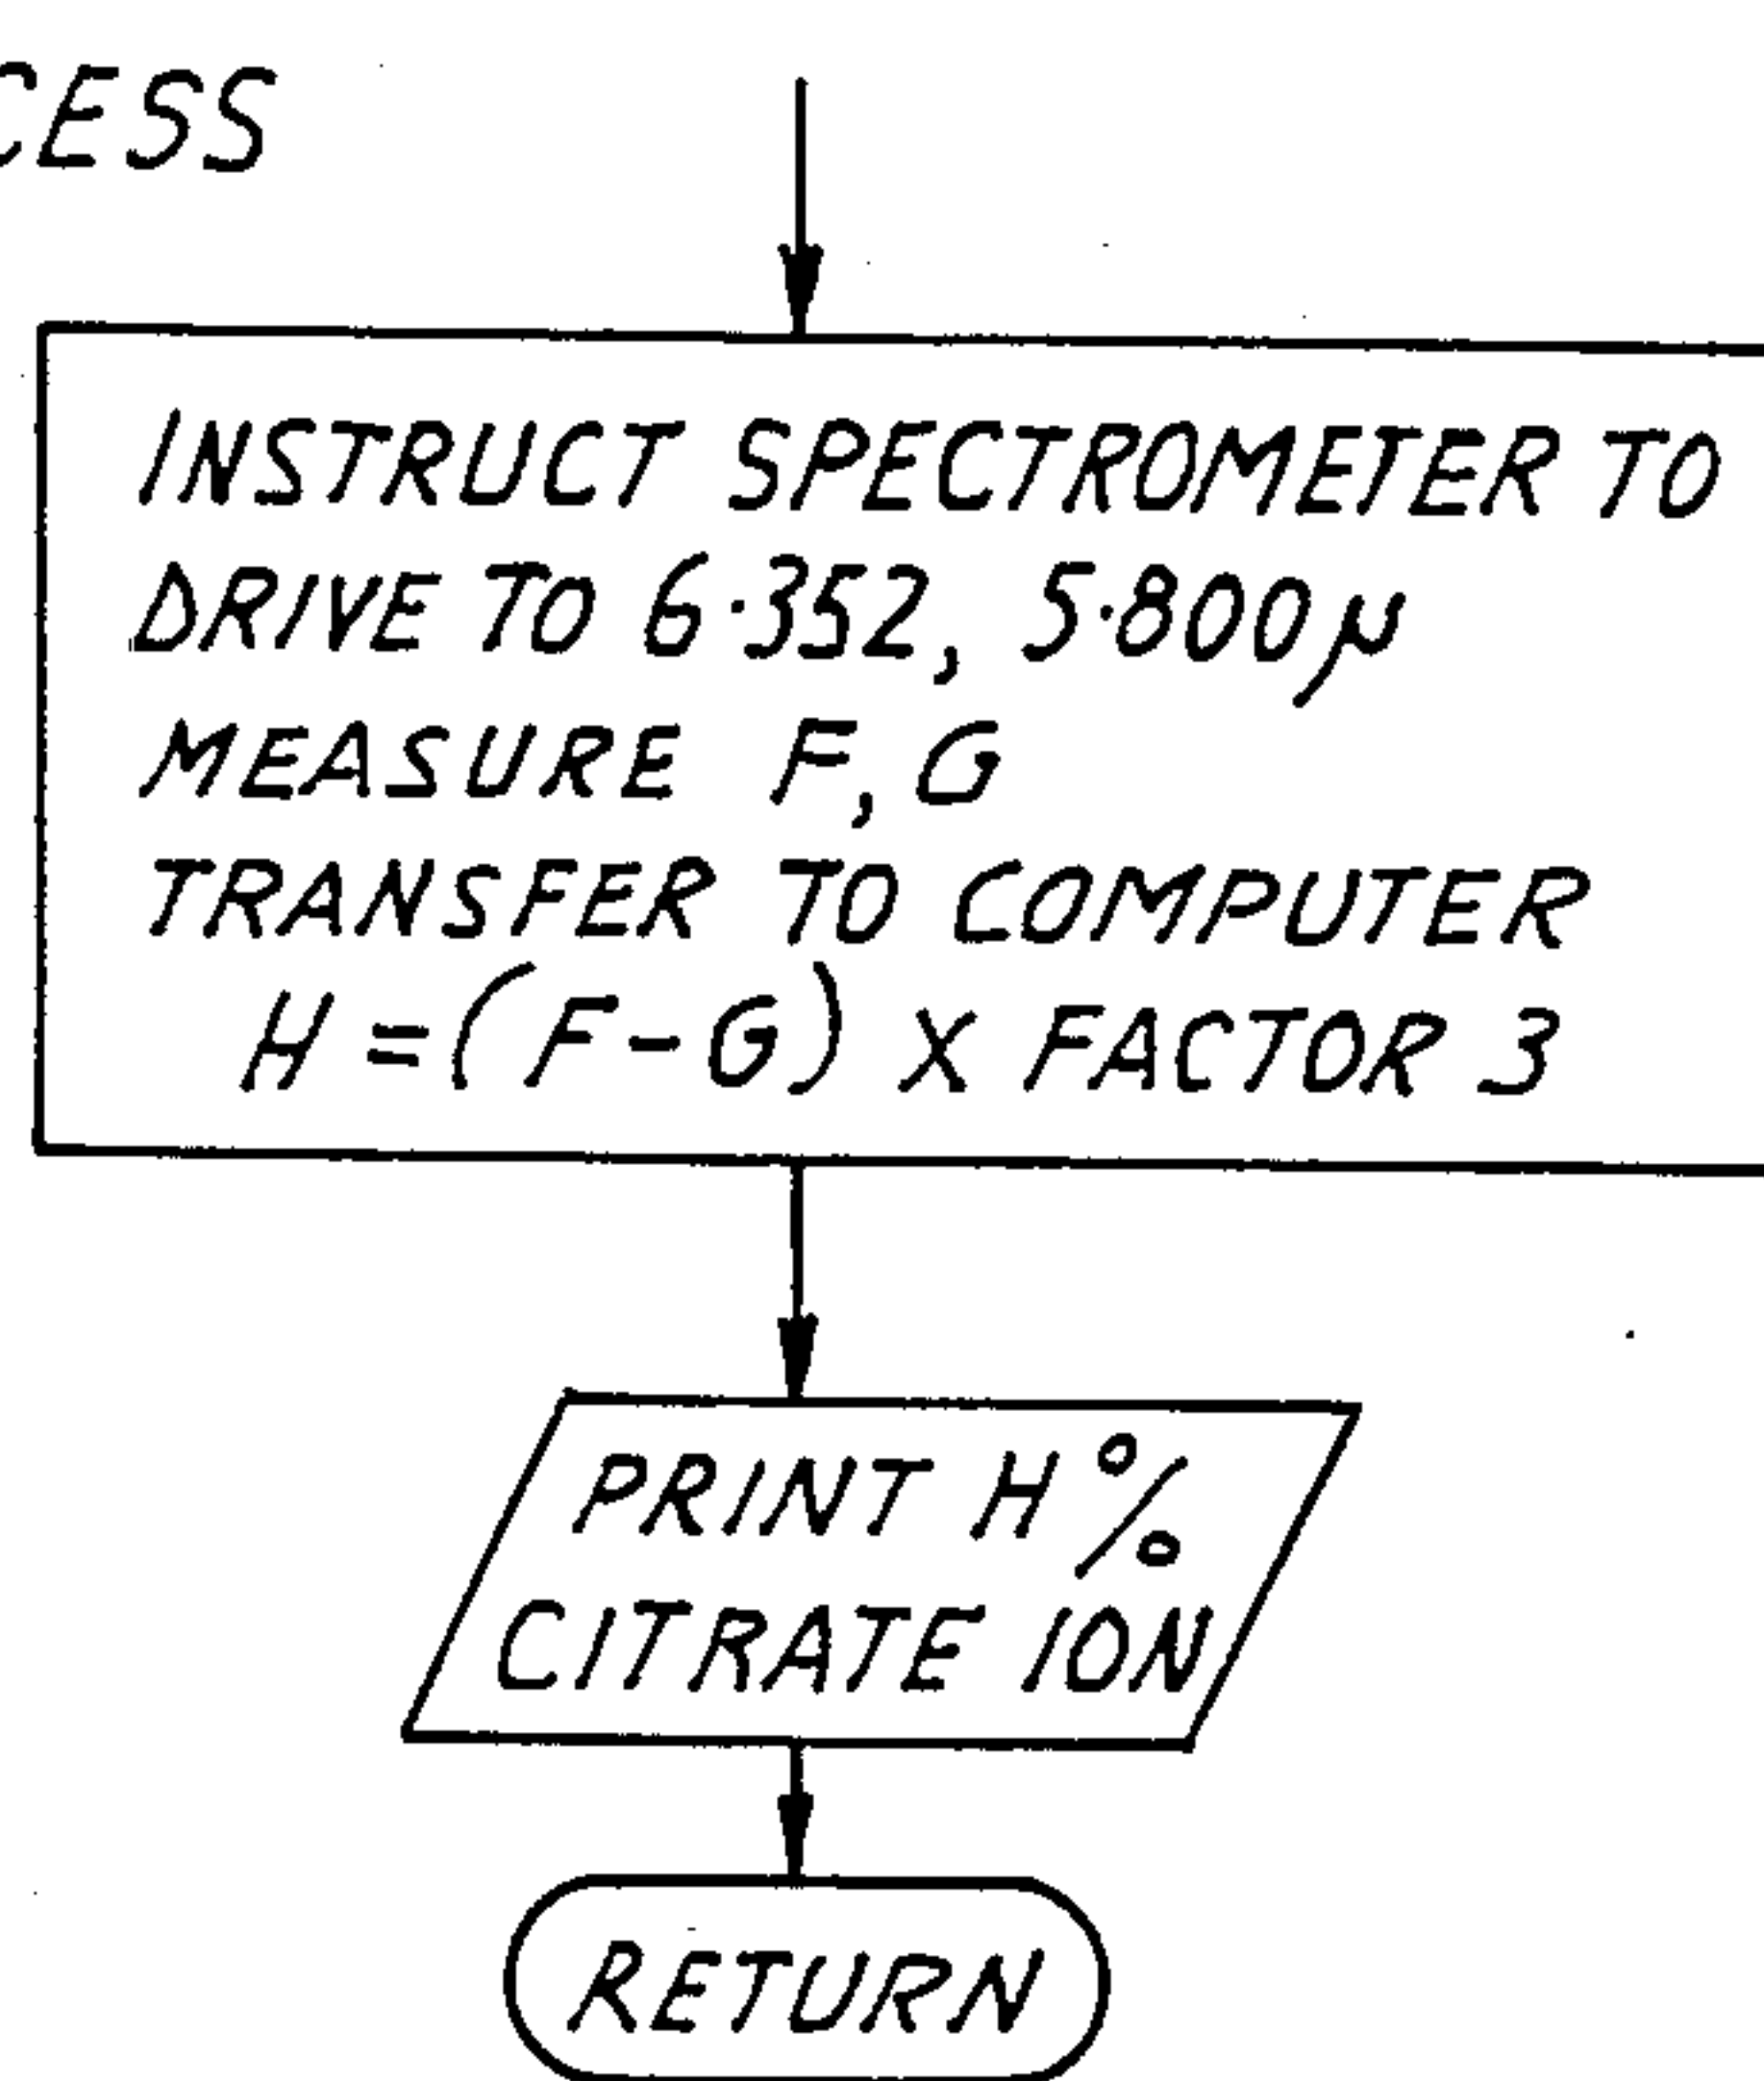 CESS
INSTRUCT SPECTROMETER TO
DRIVE TO 6·352, 5·800µ
MEASURE F,G
TRANSFER TO COMPUTER
H = (F-G) X FACTOR 3
PRINT H%
CITRATE ION
RETURN